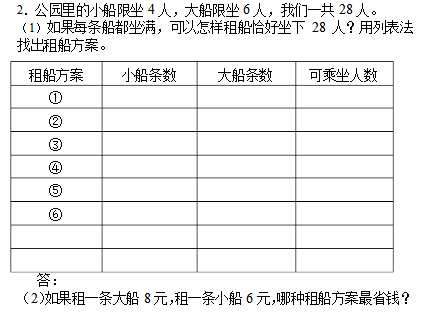 2．公园里的小船限坐 4 人，大船限坐 6 人，我们一共 28 人。
（1）如果每条船都坐满，可以怎样租船恰好坐下 28 人？用列表法
找出租船方案。
租船方案 小船条数 大船条数 可乘坐人数
①
②
③
④
⑤
⑥
答：
（2）如果租一条大船 8 元，租一条小船 6 元，哪种租船方案最省钱？